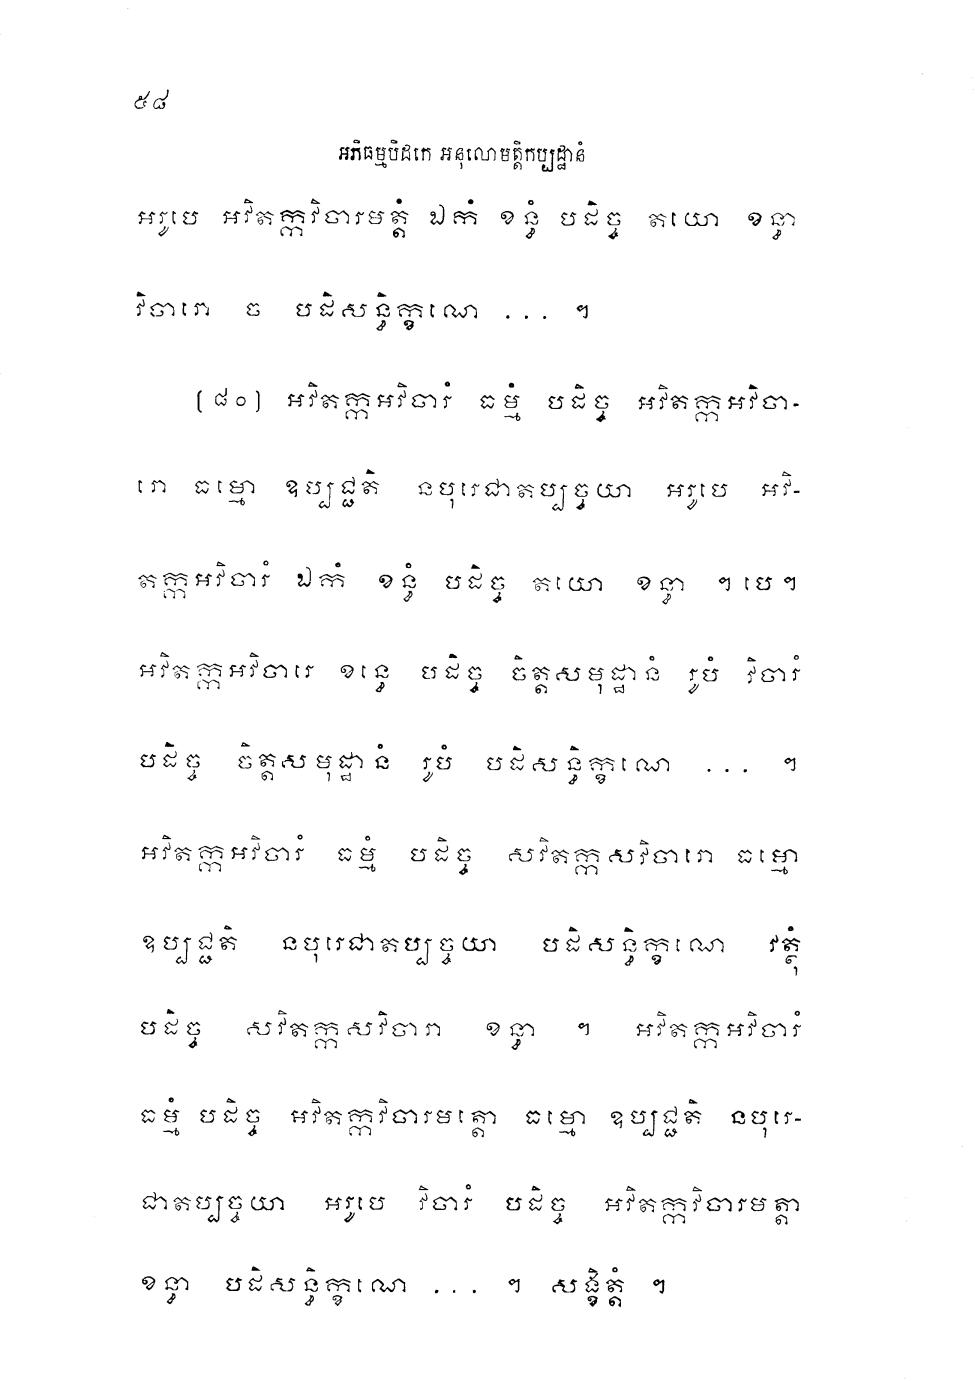 ៥៨
អភិធម្មបិដកេ អនុលោមត្តិកប្បដ្ឋានំ
អរូបេ អវិតក្កវិចារមត្តំ ឯកំ ខន្ធំ បដិច្ច តយោ ខន្ធា
វិចារោ ច បដិសន្ធិក្ខណេ ... ។
(៨០) អវិតក្កអវិចារំ ធម្មំ បដិច្ច អវិតក្កអវិចា-
រោ ធម្មោ ឧប្បជ្ជតិ នបុរេជាតប្បច្ចយា អរូបេ អវិ-
តក្កអវិចារំ ឯកំ ខន្ធំ បដិច្ច តយោ ខន្ធា ។បេ។
អវិតក្កអវិចារេ ខន្ធេ បដិច្ច ចិត្តសមុដ្ឋានំ រូបំ វិចារំ
បដិច្ច ចិត្តសមុដ្ឋានំ រូបំ បដិសន្ធិក្ខណេ ... ។
អវិតក្កអវិចារំ ធម្មំ បដិច្ច សវិតក្កសវិចារោ ធម្មោ
ឧប្បជ្ជតិ នបុរេជាតប្បច្ចយា បដិសន្ធិក្ខណេ វត្ថុំ
បដិច្ច សវិតក្កសវិចារា ខន្ធា ។ អវិតក្កអវិចារំ
ធម្មំ បដិច្ច អវិតក្កវិចារមត្តោ ធម្មោ ឧប្បជ្ជតិ នបុរេ-
ជាតប្បច្ចយា អរូបេ វិចារំ បដិច្ច អវិតក្កវិចារមត្តា
ខន្ធា បដិសន្ធិក្ខណេ ... ។ សង្ខិត្តំ ។